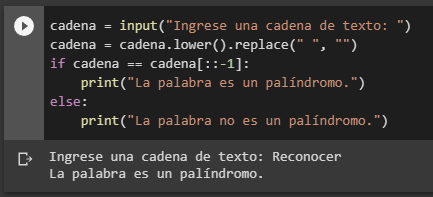 cadena = input("Ingrese una cadena de texto: ")
cadena = cadena.lower().replace(" ", "")
if cadena == cadena[::-1]:
    print("La palabra es un palíndromo.")
else:
    print("La palabra no es un palíndromo.")
Ingrese una cadena de texto: Reconocer
La palabra es un palíndromo.